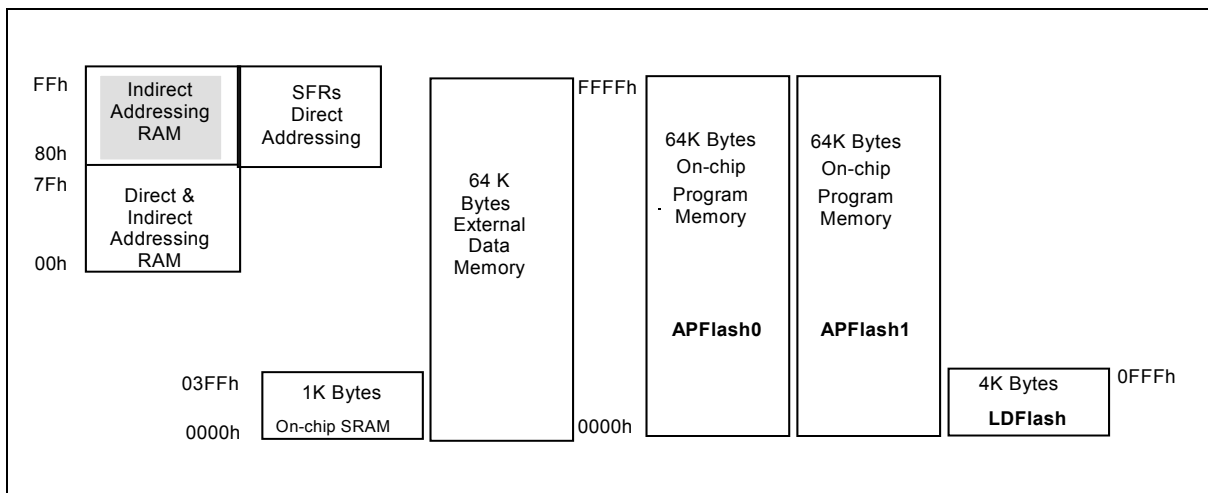 FFh
Indirect
Addressing
RAM
80h
SFRs
Direct
Addressing
7Fh
Direct &
Indirect
Addressing
RAM
00h
03FFh
1K Bytes
On-chip SRAM
0000h
64 K
Bytes
External
Data
Memory
FFFFh
0000h
64K Bytes
On-chip
Program
Memory
APFlash0
64K Bytes
On-chip
Program
Memory
APFlash1
4K Bytes
LDFlash
0FFFh